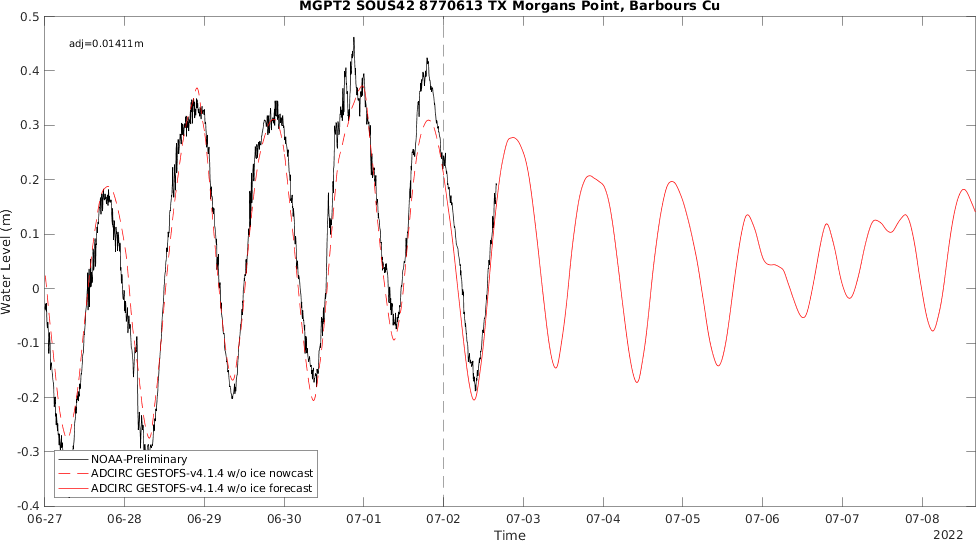 MGPT2 SOUS42 8770613 TX Morgans Point, Barbours Cu
adj=0.01411m
0.5
0.4
0.3
0.2
0.1
0
-0.1
-0.2
-0.3
-0.4
Water Level (m)
NOAA-Preliminary
ADCIRC GESTOFS-v4.1.4 w/o ice nowcast
ADCIRC GESTOFS-v4.1.4 w/o ice forecast
06-27 06-28 06-29 06-30 07-01 07-02 07-03 07-04 07-05 07-06 07-07 07-08
Time
2022